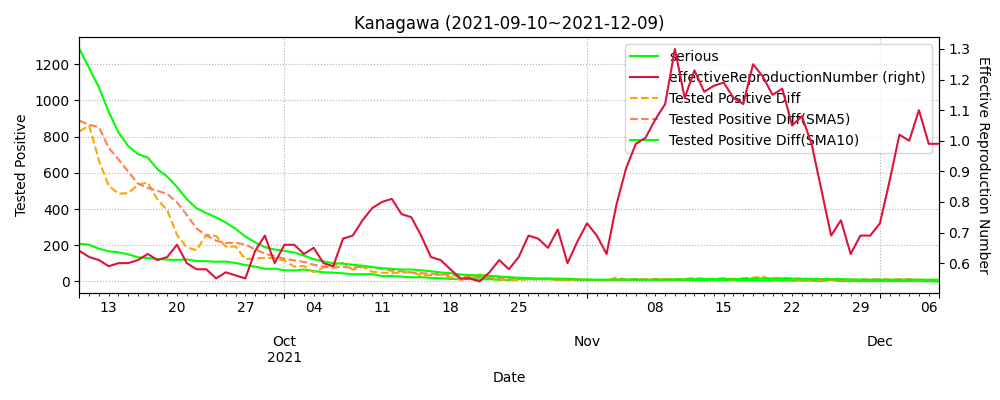 Kanagawa (2021-09-10~2021-12-09)
serious
effectiveReproductionNumber (right)
Tested Positive Diff
Tested Positive Diff(SMA5)
Tested Positive Diff(SMA10)
Tested Positive
1200
1000
800
600
400
200
0
1.3
1.2
1.1
1.0
0.9
0.8
0.7
0.6
Effective Reproduction Number
13 20 27 04 11 18 25 08 15 22 29 06
Oct Nov Dec
2021
Date